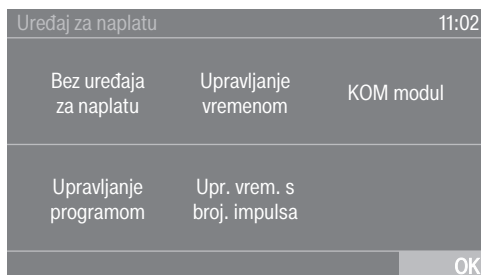 Uređaj za naplatu 11:02
Bez uređaja
za naplatu
Upravljanje
vremenom
KOM modul
Upravljanje
programom
Upr. vrem. s
broj. impulsa
OK